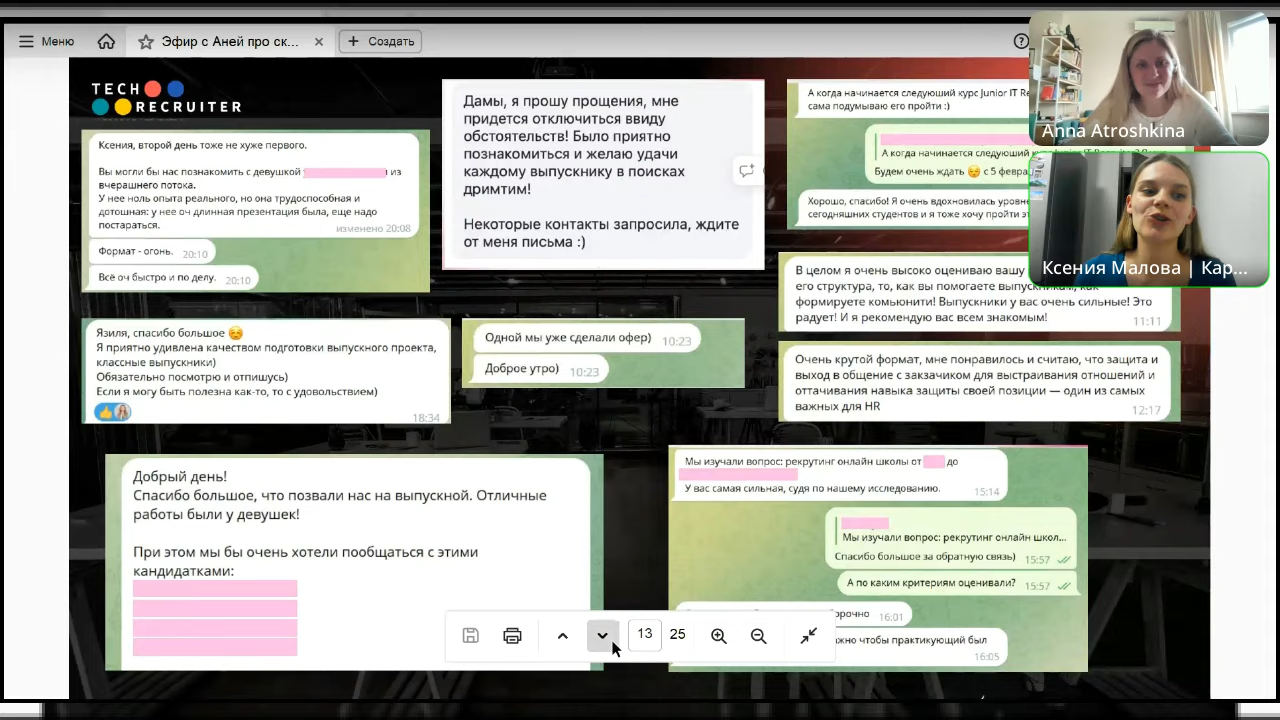 Меню
Эфир с Аней про ск...
Создать
TECH
RECRUITER
Ксения, второй день тоже не хуже первого.
Вы могли бы нас познакомить с девушкой из
вчерашнего потока.
У нее ноль опыта реального, но она трудоспособная и
дотошная: у нее оч длинная презентация была, еще надо
постараться.
изменено 20:08
Формат - огонь. 20:10
Всё оч быстро и по делу. 20:10
Дамы, я прошу прощения, мне
придется отключиться ввиду
обстоятельств! Было приятно
познакомиться и желаю удачи
каждому выпускнику в поисках
дримтим!
Некоторые контакты запросила, ждите
от меня письма :)
А когда начинается следующий курс Junior IT Re
сама подумываю его пройти :)
А когда начинается следующий
Будем очень ждать 😌 с 5 февра
Хорошо, спасибо! Я очень вдохновилась уровне
сегодняшних студентов и я тоже хочу пройти эт
Anna Atroshkina
Ксения Малова | Кар...
В целом я очень высоко оцениваю вашу
его структура, то, как вы помогаете выпускникам, как
формируете комьюнити! Выпускники у вас очень сильные! Это
радует! И я рекомендую вас всем знакомым!
11:11
Язиля, спасибо большое 😌
Я приятно удивлена качеством подготовки выпускного проекта,
классные выпускники)
Обязательно посмотрю и отпишусь)
Если я могу быть полезна как-то, то с удовольствием)
18:34
Одной мы уже сделали офер) 10:23
Доброе утро) 10:23
Очень крутой формат, мне понравилось и считаю, что защита и
выход в общение с заказчиком для выстраивания отношений и
оттачивания навыка защиты своей позиции — один из самых
важных для HR
12:17
Добрый день!
Спасибо большое, что позвали нас на выпускной. Отличные
работы были у девушек!
При этом мы бы очень хотели пообщаться с этими
кандидатками:
Мы изучали вопрос: рекрутинг онлайн школы от до
У вас самая сильная, судя по нашему исследованию.
15:14
Мы изучали вопрос: рекрутинг онлайн школ...
Спасибо большое за обратную связь) 15:57
А по каким критериям оценивали? 15:57
16:01
чтобы практикующий был
16:05
13 25